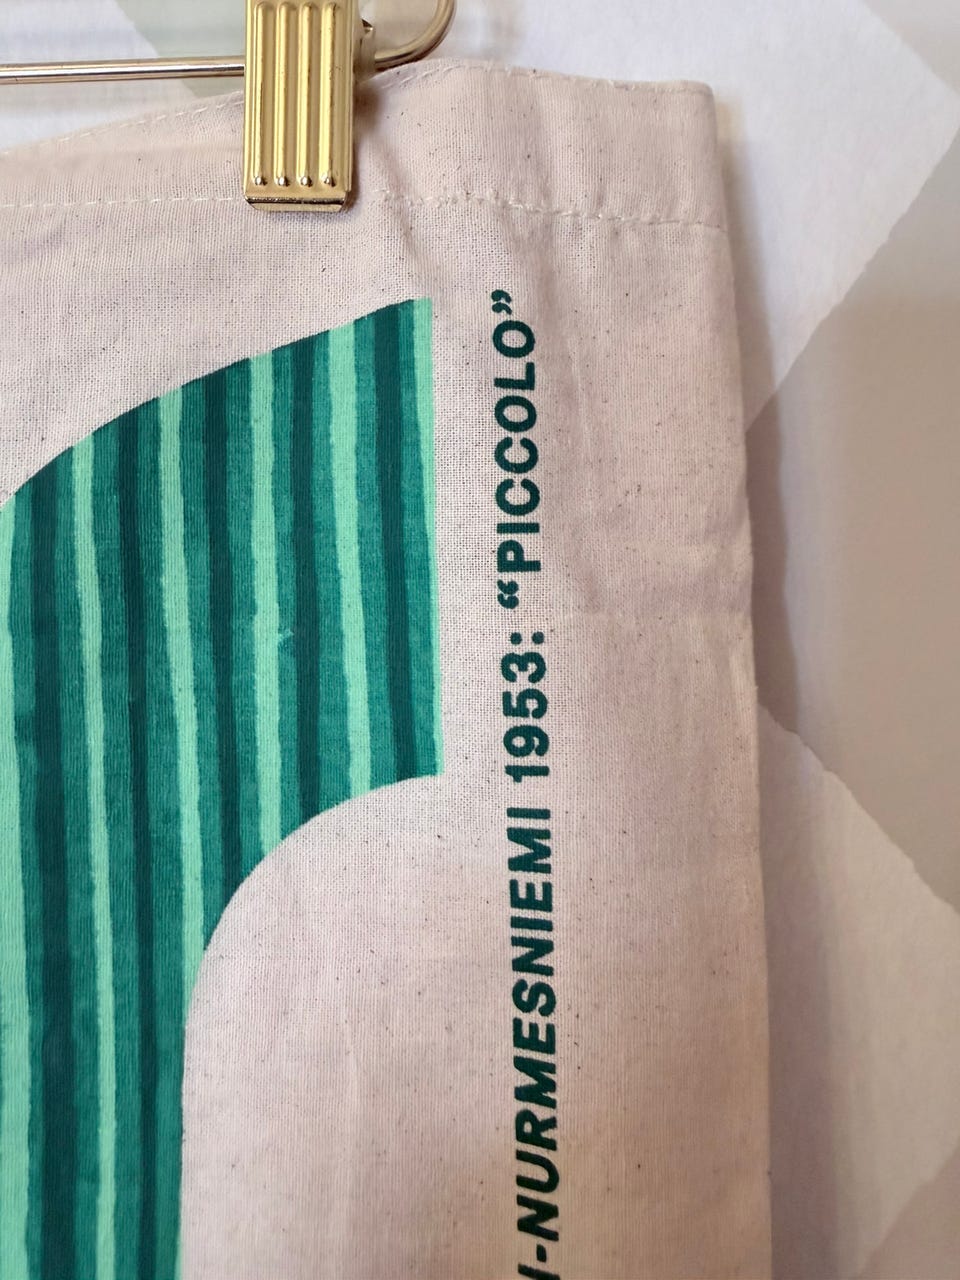 -NURMESNIEMI 1953: “PICCOLO”